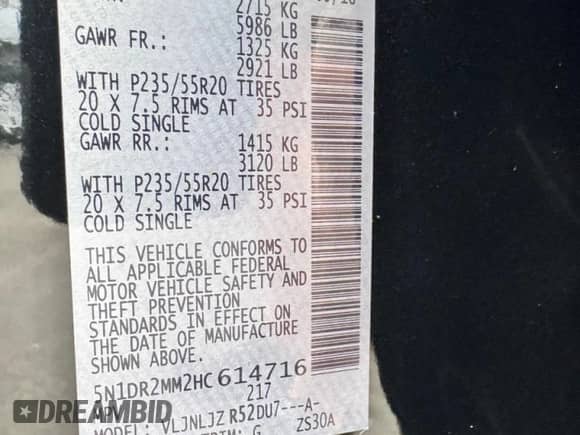 2715 KG
5986 LB
GAWR FR.: 1325 KG
2921 LB
WITH P235/55R20 TIRES
20 X 7.5 RIMS AT 35 PSI
COLD SINGLE
GAWR RR.: 1415 KG
3120 LB
WITH P235/55R20 TIRES
20 X 7.5 RIMS AT 35 PSI
COLD SINGLE
THIS VEHICLE CONFORMS TO
ALL APPLICABLE FEDERAL
MOTOR VEHICLE SAFETY AND
THEFT PREVENTION
STANDARDS IN EFFECT ON
THE DATE OF MANUFACTURE
SHOWN ABOVE.
5N1DR2MM2HC614716
217
VLJNLJZ R52DU7---A-
MODEL: TRIM: G ZS30A
DREAMBID